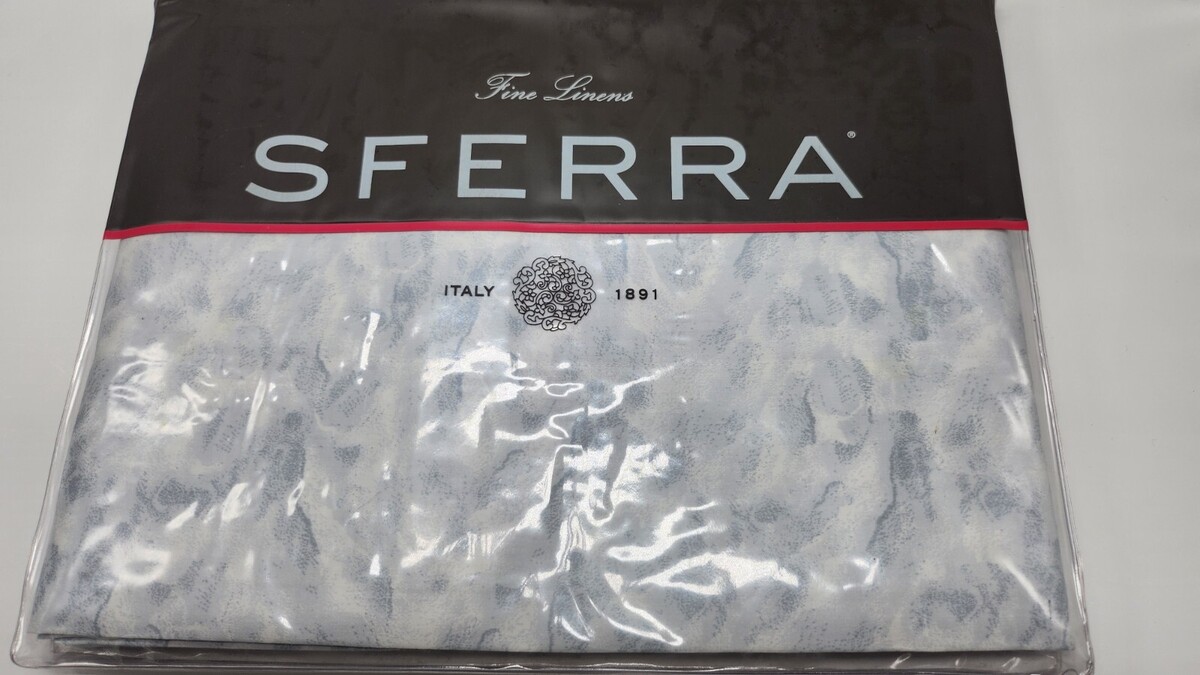 Fine Linens
SFERRA®
ITALY 1891